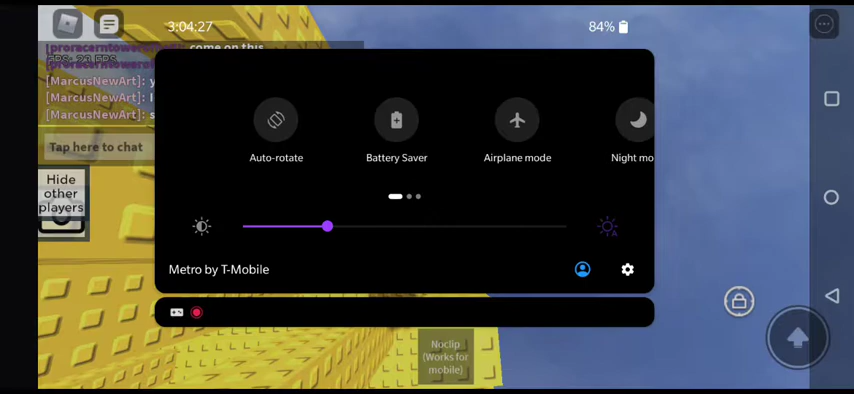 3:04:27
84%
come on this
[MarcusNewArt]: y
[MarcusNewArt]: I
[MarcusNewArt]: s
Tap here to chat
Hide
other
players
Auto-rotate
Battery Saver
Airplane mode
Night mo
A
Metro by T-Mobile
Noclip
(Works for
mobile)